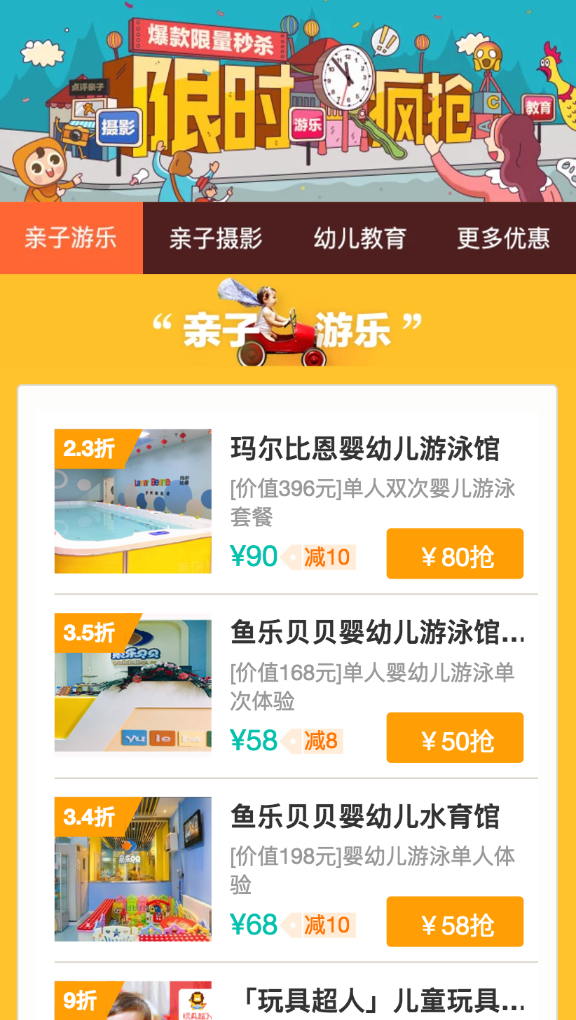 爆款限量秒杀
点评亲子
限时
疯抢
摄影
游乐
教育
亲子游乐
亲子摄影
幼儿教育
更多优惠
“亲子游乐”
2.3折
玛尔比恩婴幼儿游泳馆
[价值396元]单人双次婴儿游泳
套餐
¥90
减10
￥80抢
3.5折
鱼乐贝贝婴幼儿游泳馆...
[价值168元]单人婴幼儿游泳单
次体验
¥58
减8
￥50抢
3.4折
鱼乐贝贝婴幼儿水育馆
[价值198元]婴幼儿游泳单人体
验
¥68
减10
￥58抢
9折
「玩具超人」儿童玩具...